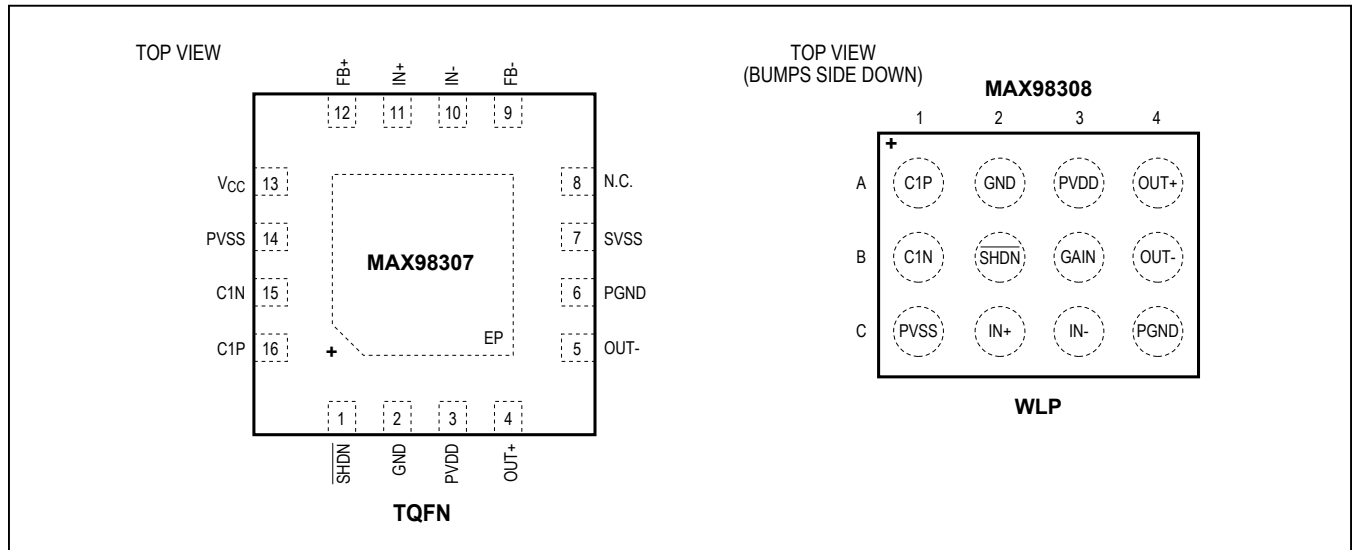 TOP VIEW
FB+ IN+ IN- FB-
12 11 10 9
VCC 13 8 N.C.
PVSS 14 7 SVSS
MAX98307
C1N 15 6 PGND
C1P 16 5 OUT-
+ EP
1 2 3 4
SHDN GND PVDD OUT+
TQFN
TOP VIEW
(BUMPS SIDE DOWN)
MAX98308
1 2 3 4
+
A C1P GND PVDD OUT+
B C1N SHDN GAIN OUT-
C PVSS IN+ IN- PGND
WLP